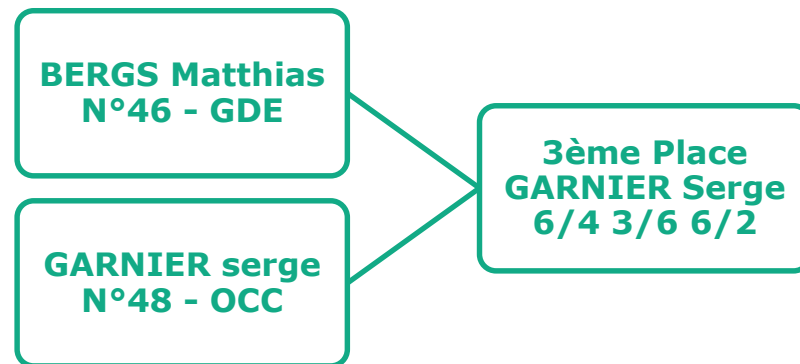 BERGS Matthias
N°46 - GDE
GARNIER serge
N°48 - OCC
3ème Place
GARNIER Serge
6/4 3/6 6/2